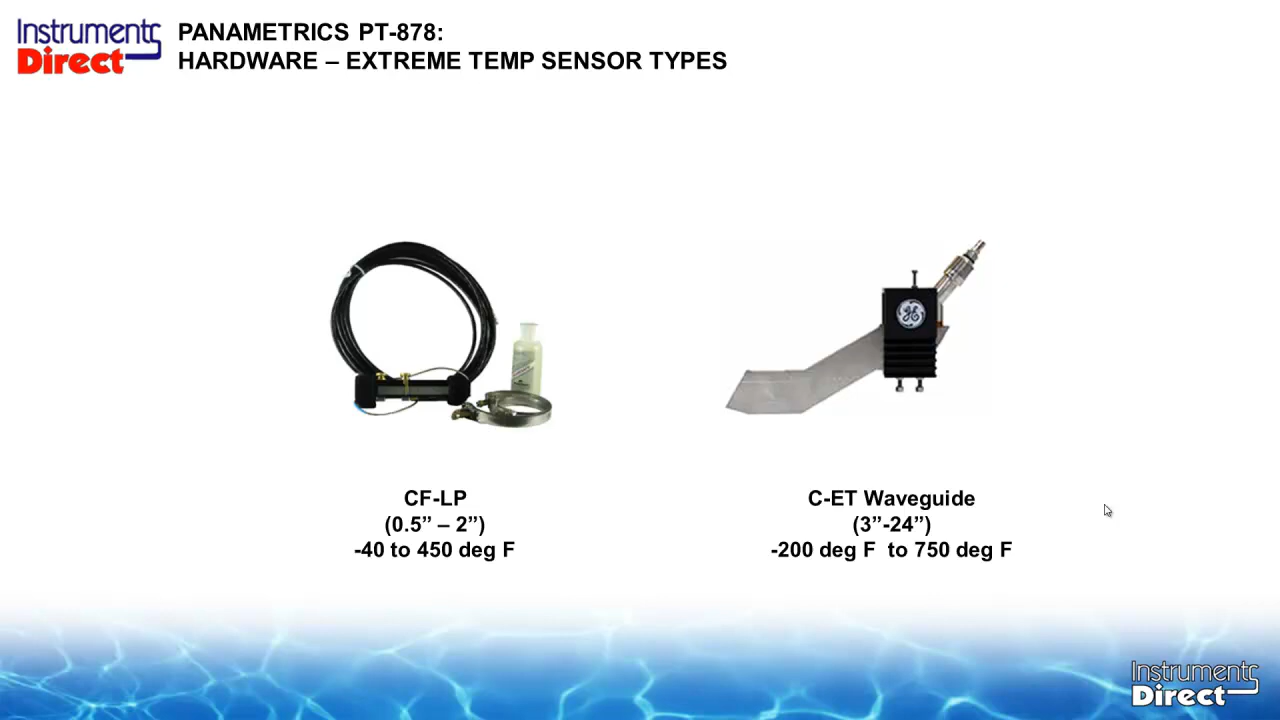 Instruments
Direct
PANAMETRICS PT-878:
HARDWARE – EXTREME TEMP SENSOR TYPES
GE
CF-LP
(0.5” – 2”)
-40 to 450 deg F
C-ET Waveguide
(3”-24”)
-200 deg F  to 750 deg F
Instruments
Direct